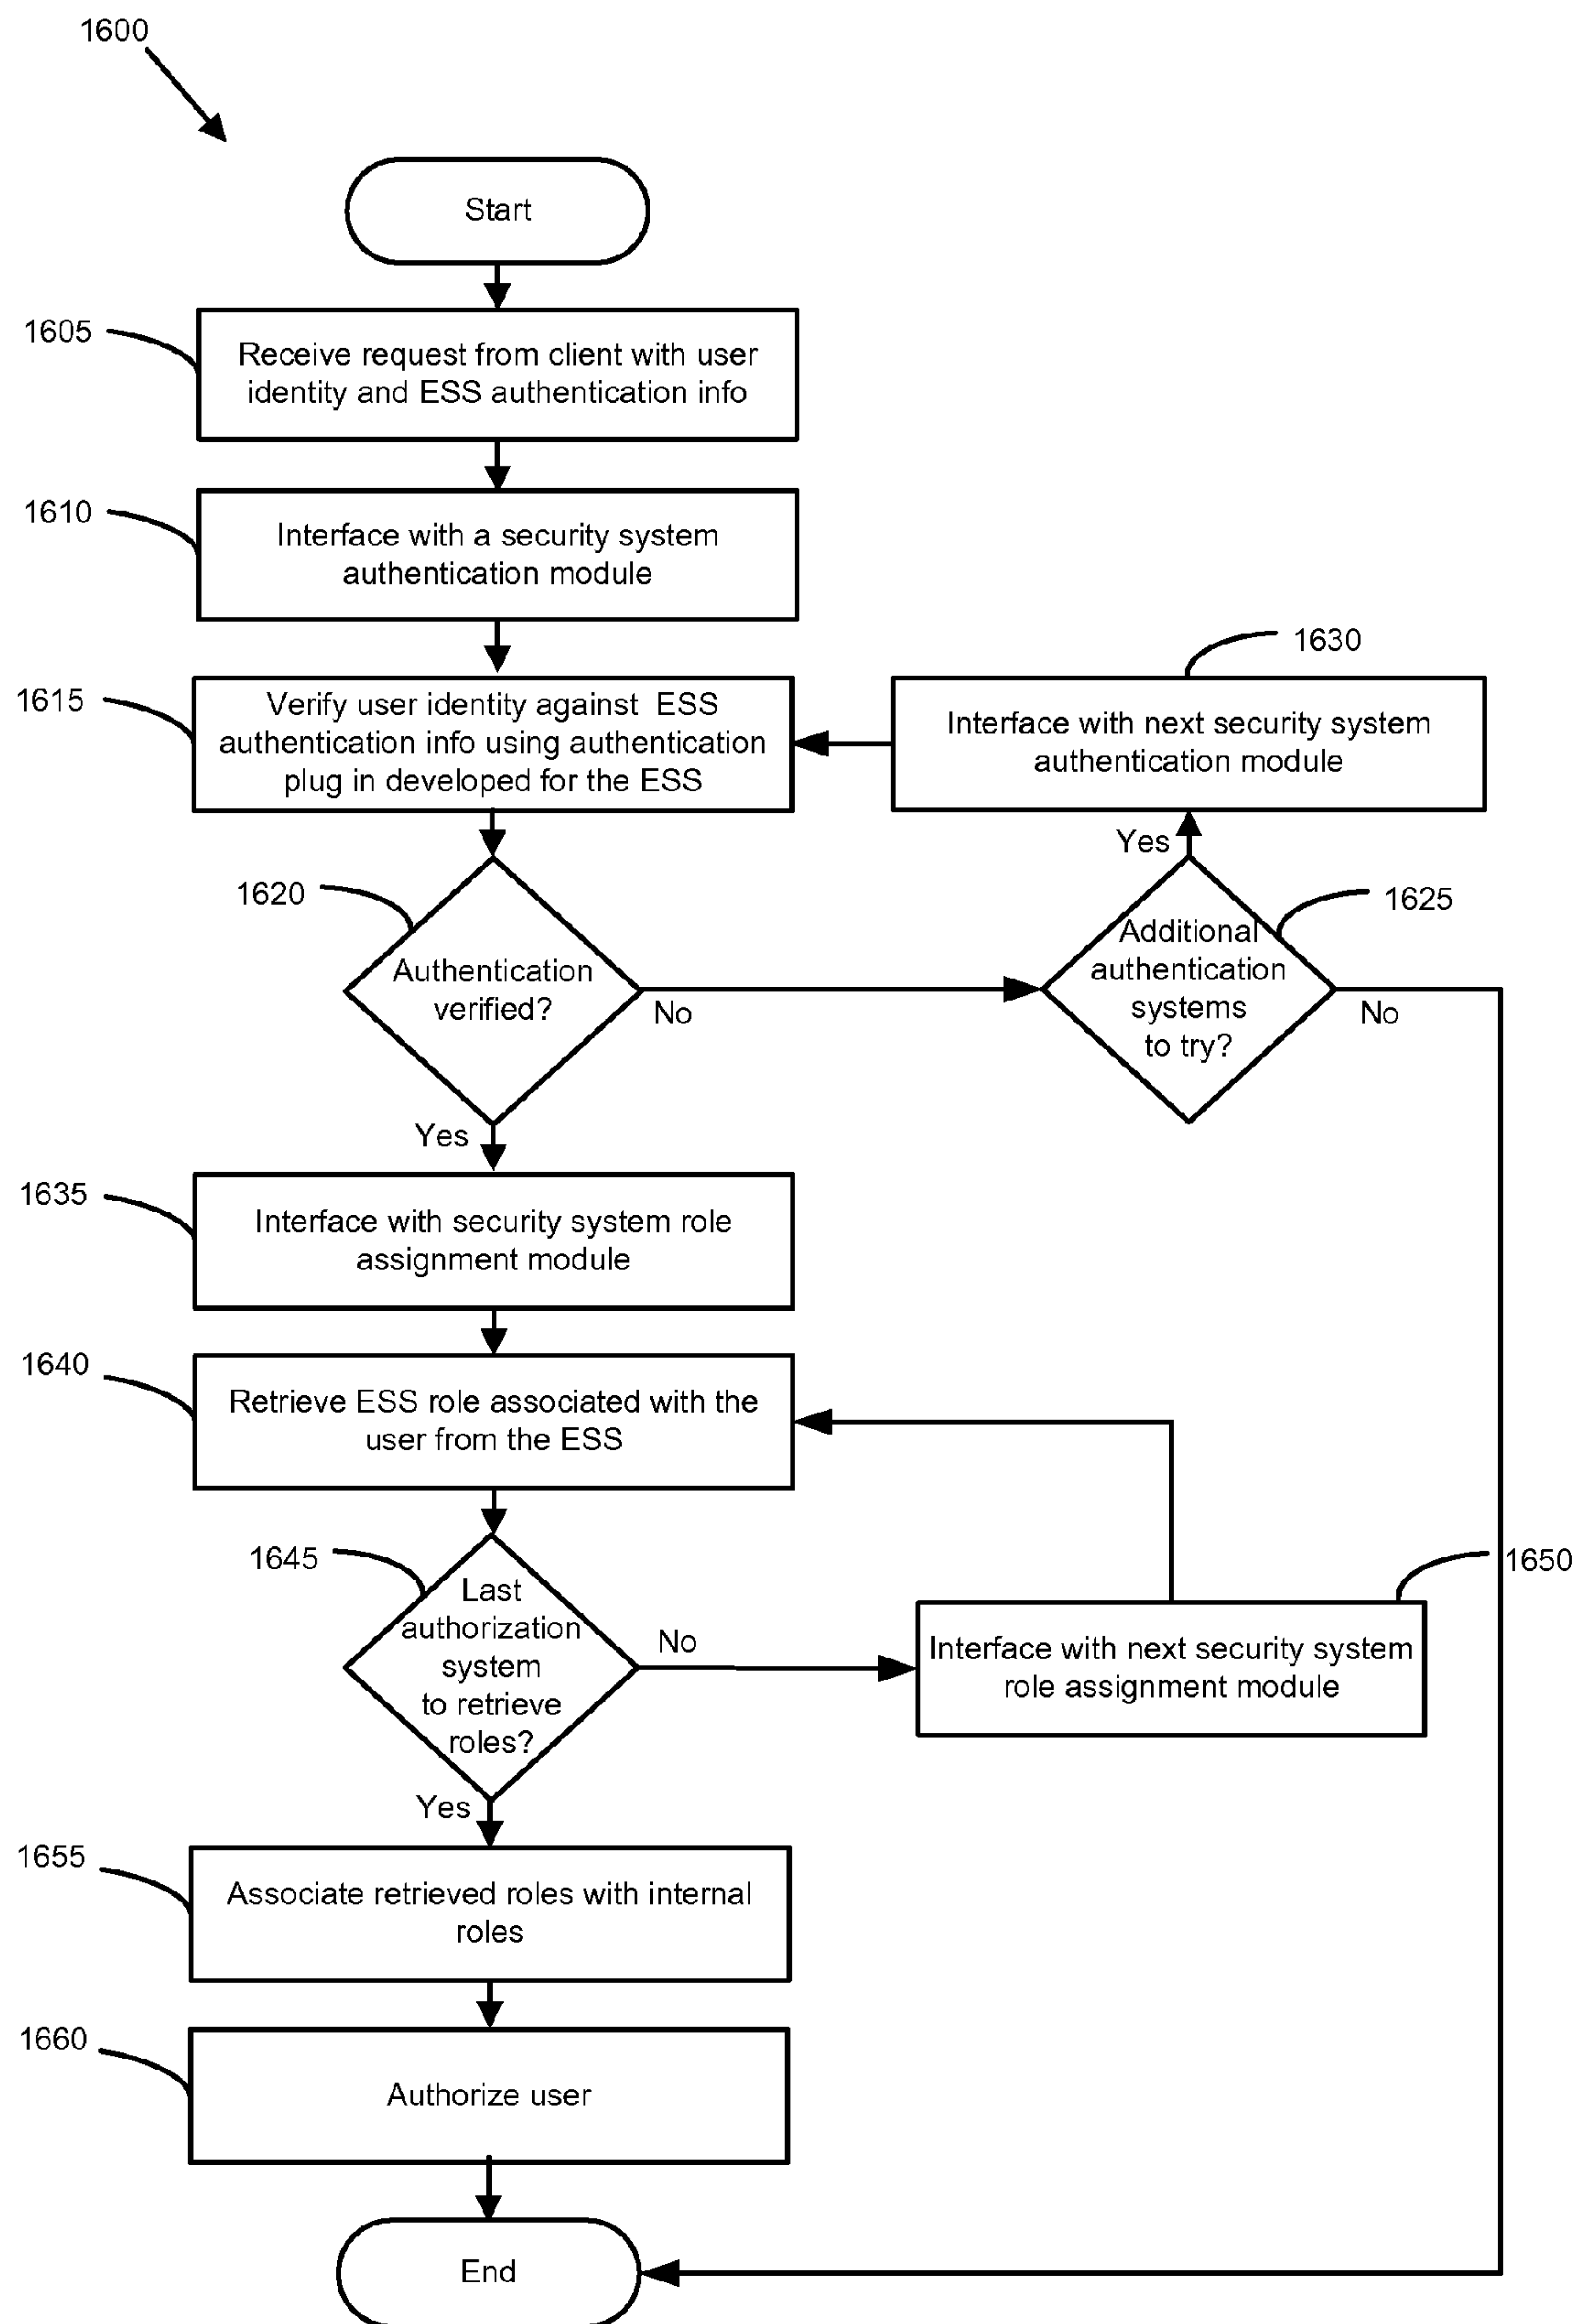 1600
Start
1605
Receive request from client with user
identity and ESS authentication info
1610
Interface with a security system
authentication module
1615
Verify user identity against ESS
authentication info using authentication
plug in developed for the ESS
1630
Interface with next security system
authentication module
Yes
1620
Authentication
verified?
No
1625
Additional
authentication
systems
to try?
No
Yes
1635
Interface with security system role
assignment module
1640
Retrieve ESS role associated with the
user from the ESS
1645
Last
authorization
system
to retrieve
roles?
No
1650
Interface with next security system
role assignment module
Yes
1655
Associate retrieved roles with internal
roles
1660
Authorize user
End